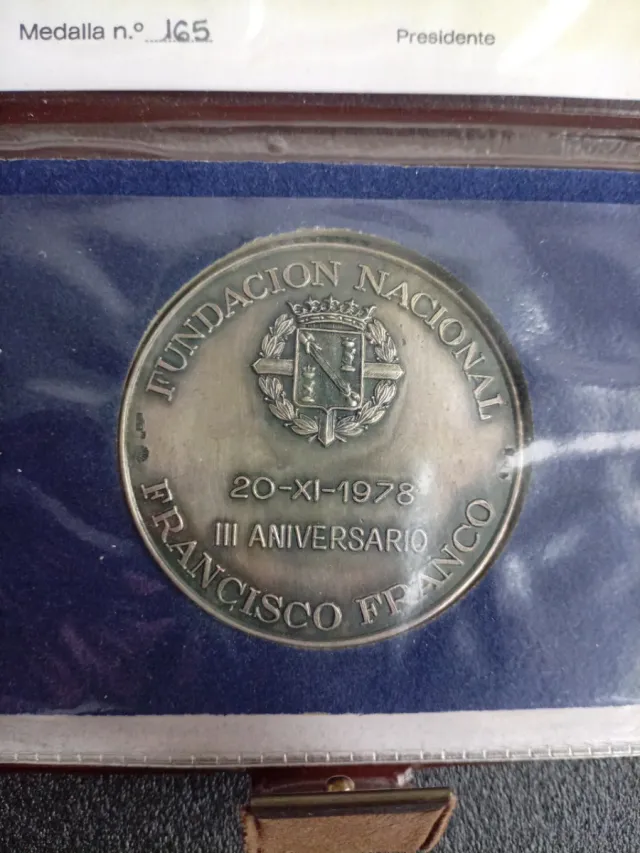 Medalla n.º 165
Presidente
FUNDACION NACIONAL
20-XI-1978
III ANIVERSARIO
FRANCISCO FRANCO